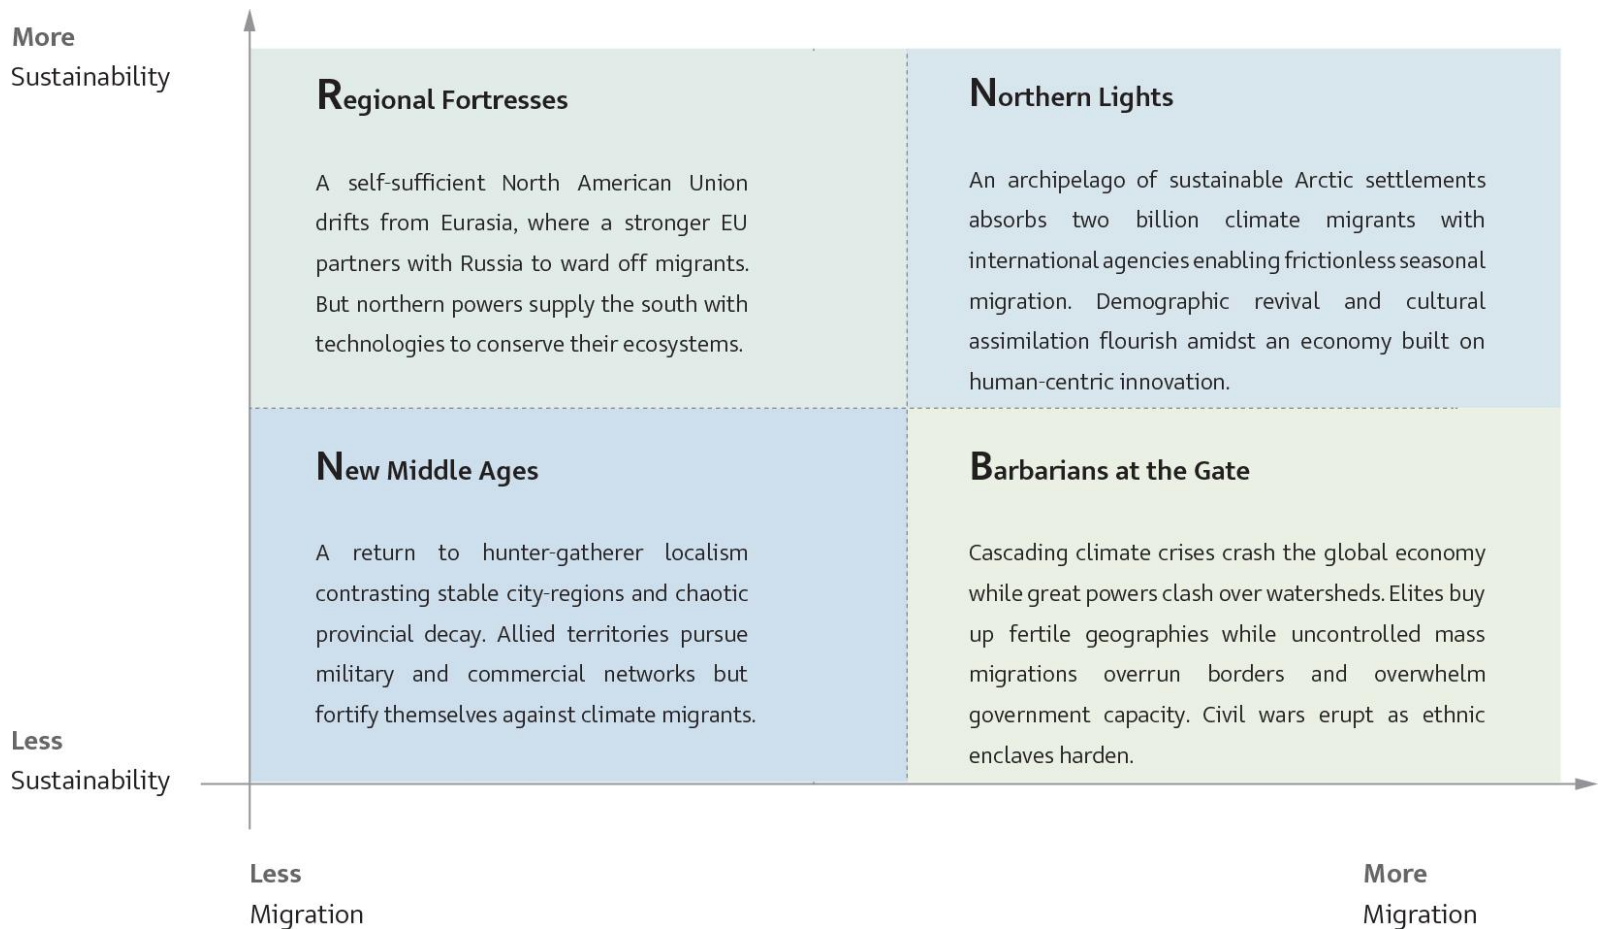 More
Sustainability
Regional Fortresses
A self-sufficient North American Union
drifts from Eurasia, where a stronger EU
partners with Russia to ward off migrants.
But northern powers supply the south with
technologies to conserve their ecosystems.
Northern Lights
An archipelago of sustainable Arctic settlements
absorbs two billion climate migrants with
international agencies enabling frictionless seasonal
migration. Demographic revival and cultural
assimilation flourish amidst an economy built on
human-centric innovation.
New Middle Ages
A return to hunter-gatherer localism
contrasting stable city-regions and chaotic
provincial decay. Allied territories pursue
military and commercial networks but
fortify themselves against climate migrants.
Barbarians at the Gate
Cascading climate crises crash the global economy
while great powers clash over watersheds. Elites buy
up fertile geographies while uncontrolled mass
migrations overrun borders and overwhelm
government capacity. Civil wars erupt as ethnic
enclaves harden.
Less
Sustainability
Less
Migration
More
Migration